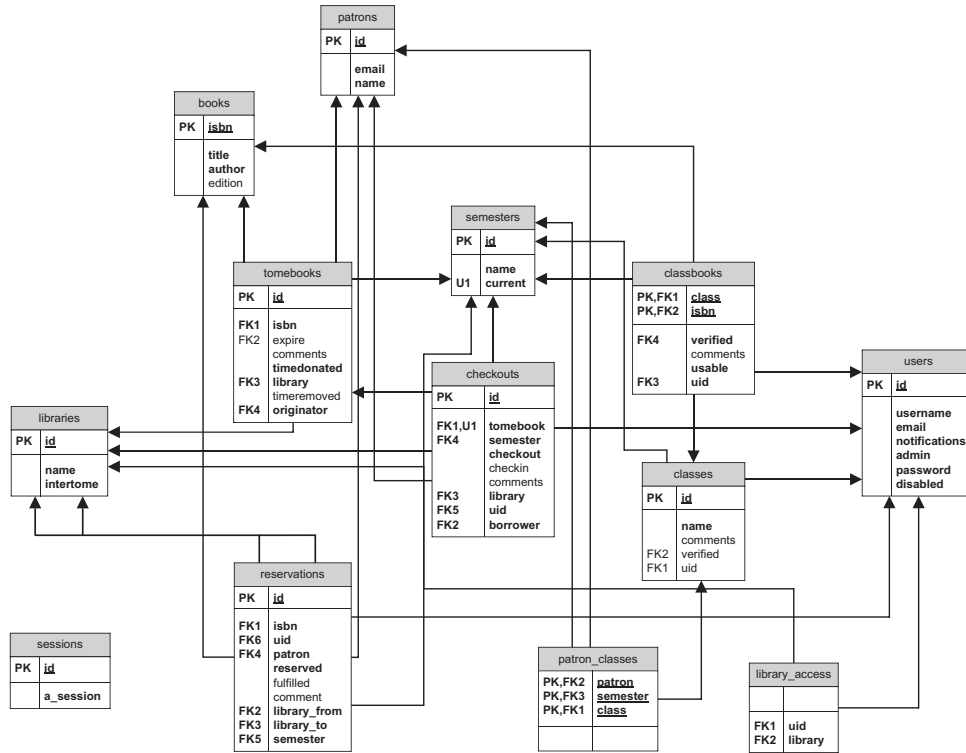 patrons
PK id
email
name
books
PK isbn
title
author
edition
semesters
PK id
name
U1 current
tomebooks
PK id
FK1 isbn
FK2 expire
comments
timedonated
FK3 library
timeremoved
FK4 originator
classbooks
PK,FK1 class
PK,FK2 isbn
FK4 verified
comments
usable
FK3 uid
users
PK id
username
email
notifications
admin
password
disabled
checkouts
PK id
FK1,U1 tomebook
FK4 semester
checkout
checkin
comments
FK3 library
FK5 uid
FK2 borrower
libraries
PK id
name
intertome
classes
PK id
name
comments
FK2 verified
FK1 uid
reservations
PK id
FK1 isbn
FK6 uid
FK4 patron
reserved
fulfilled
comment
FK2 library_from
FK3 library_to
FK5 semester
sessions
PK id
a_session
patron_classes
PK,FK2 patron
PK,FK3 semester
PK,FK1 class
library_access
FK1 uid
FK2 library